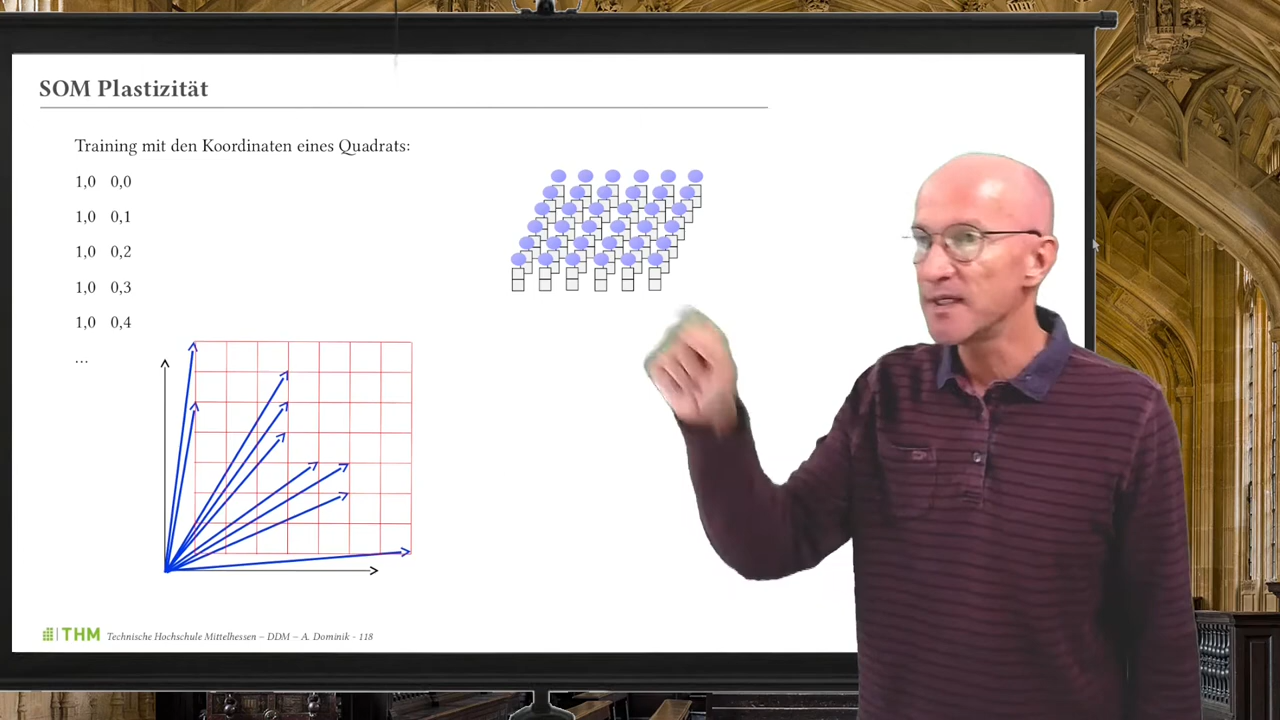 SOM Plastizität
Training mit den Koordinaten eines Quadrats:
1,0 0,0
1,0 0,1
1,0 0,2
1,0 0,3
1,0 0,4
...
THM Technische Hochschule Mittelhessen – DDM – A. Dominik - 118